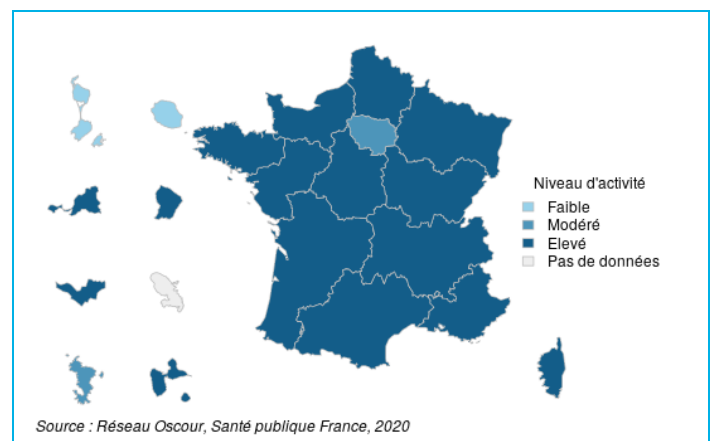 Niveau d'activité
Faible
Modéré
Elevé
Pas de données
Source : Réseau Oscour, Santé publique France, 2020